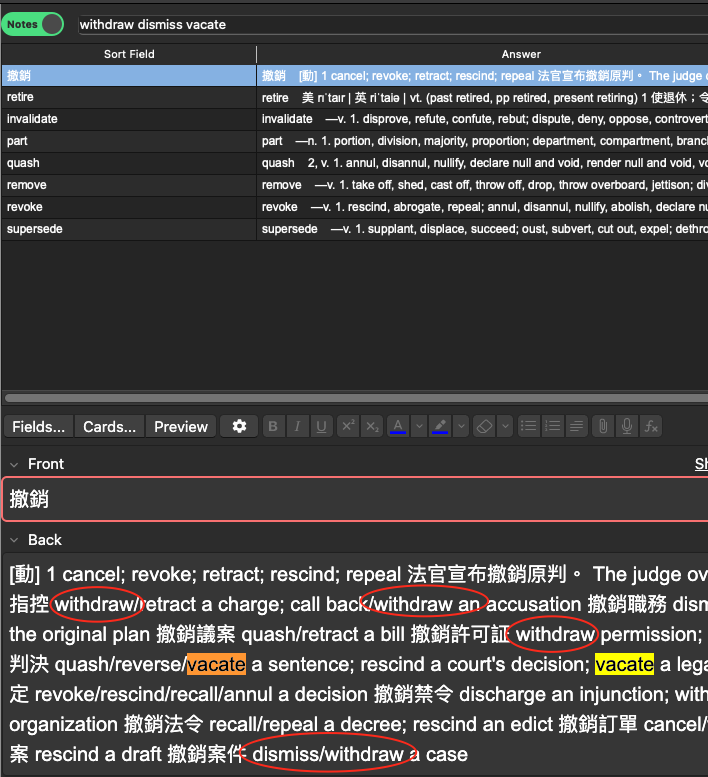 Notes
withdraw dismiss vacate
Sort Field Answer
撤銷 撤銷 [動] 1 cancel; revoke; retract; rescind; repeal 法官宣布撤銷原判。 The judge o
retire retire 美 rɪˈtaɪr | 英 riˈtaiə | vt. (past retired, pp retired, present retiring) 1 使退休；令
invalidate invalidate —v. 1. disprove, refute, confute, rebut; dispute, deny, oppose, controvert
part part —n. 1. portion, division, majority, proportion; department, compartment, branc
quash quash 2, v. 1. annul, disannul, nullify, declare null and void, render null and void, vo
remove remove —v. 1. take off, shed, cast off, throw off, drop, throw overboard, jettison; di
revoke revoke —v. 1. rescind, abrogate, repeal; annul, disannul, nullify, abolish, declare nu
supersede supersede —v. 1. supplant, displace, succeed; oust, subvert, cut out, expel; dethro
Fields... Cards... Preview B I U x² x₂ A fx
Front Sh
撤銷
Back
[動] 1 cancel; revoke; retract; rescind; repeal 法官宣布撤銷原判。 The judge ov
指控 withdraw/retract a charge; call back/withdraw an accusation 撤銷職務 dism
the original plan 撤銷議案 quash/retract a bill 撤銷許可証 withdraw permission;
判決 quash/reverse/vacate a sentence; rescind a court's decision; vacate a lega
定 revoke/rescind/recall/annul a decision 撤銷禁令 discharge an injunction; with
organization 撤銷法令 recall/repeal a decree; rescind an edict 撤銷訂單 cancel/
案 rescind a draft 撤銷案件 dismiss/withdraw a case